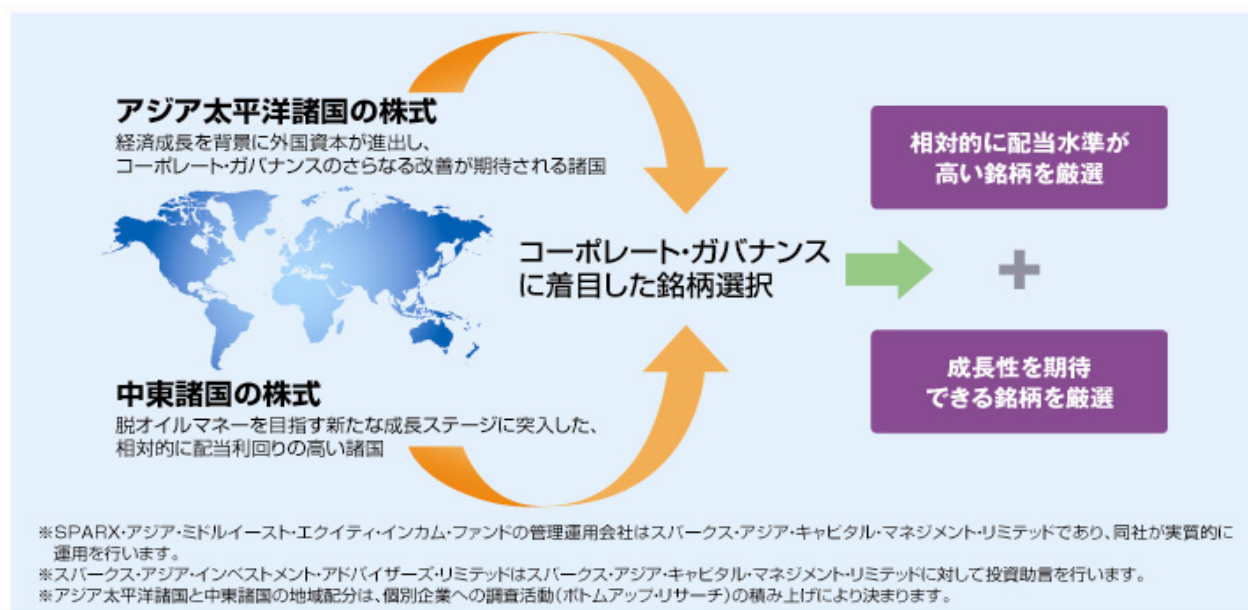 アジア太平洋諸国の株式
経済成長を背景に外国資本が進出し、
コーポレート・ガバナンスのさらなる改善が期待される諸国
コーポレート・ガバナンス
に着目した銘柄選択
中東諸国の株式
脱オイルマネーを目指す新たな成長ステージに突入した、
相対的に配当利回りの高い諸国
相対的に配当水準が
高い銘柄を厳選
+
成長性を期待
できる銘柄を厳選
※SPARX・アジア・ミドルイースト・エクイティ・インカム・ファンドの管理運用会社はスパークス・アジア・キャピタル・マネジメント・リミテッドであり、同社が実質的に
運用を行います。
※スパークス・アジア・インベストメント・アドバイザーズ・リミテッドはスパークス・アジア・キャピタル・マネジメント・リミテッドに対して投資助言を行います。
※アジア太平洋諸国と中東諸国の地域配分は、個別企業への調査活動(ボトムアップ・リサーチ)の積み上げにより決まります。